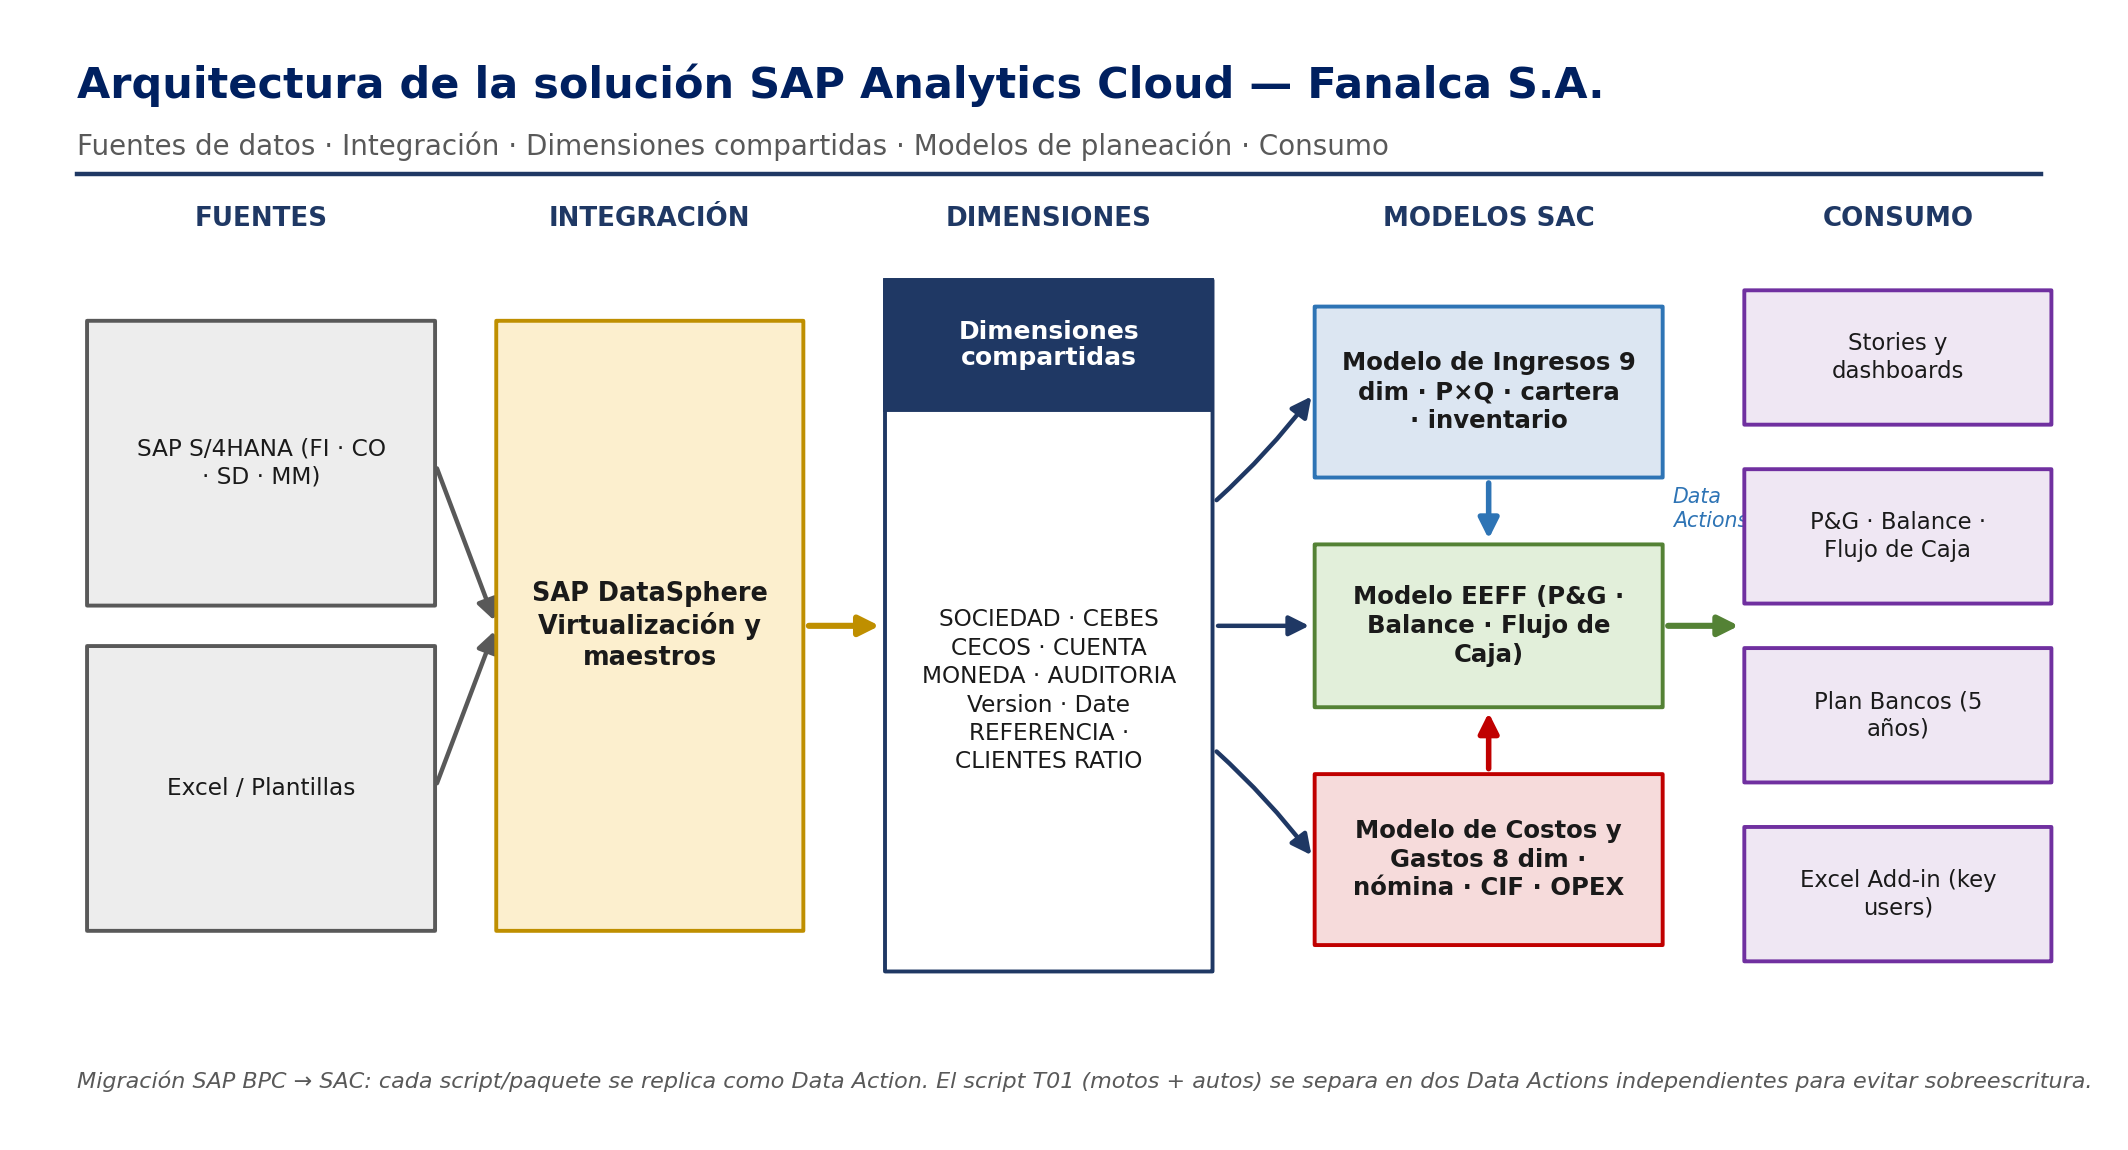 Arquitectura de la solución SAP Analytics Cloud — Fanalca S.A.
Fuentes de datos · Integración · Dimensiones compartidas · Modelos de planeación · Consumo
FUENTES
INTEGRACIÓN
DIMENSIONES
MODELOS SAC
CONSUMO
SAP S/4HANA (FI · CO
· SD · MM)
Excel / Plantillas
SAP DataSphere
Virtualización y
maestros
Dimensiones
compartidas
SOCIEDAD · CEBES
CECOS · CUENTA
MONEDA · AUDITORIA
Version · Date
REFERENCIA ·
CLIENTES RATIO
Modelo de Ingresos 9
dim · P×Q · cartera
· inventario
Data
Actions
Modelo EEFF (P&G ·
Balance · Flujo de
Caja)
Modelo de Costos y
Gastos 8 dim ·
nómina · CIF · OPEX
Stories y
dashboards
P&G · Balance ·
Flujo de Caja
Plan Bancos (5
años)
Excel Add-in (key
users)
Migración SAP BPC → SAC: cada script/paquete se replica como Data Action. El script T01 (motos + autos) se separa en dos Data Actions independientes para evitar sobreescritura.